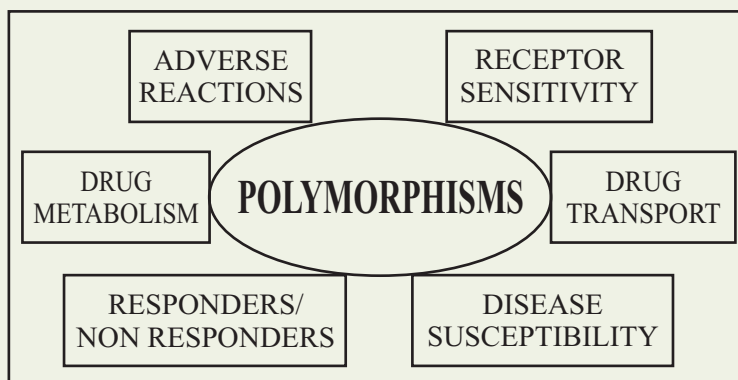 ADVERSE
REACTIONS
RECEPTOR
SENSITIVITY
DRUG
METABOLISM
POLYMORPHISMS
DRUG
TRANSPORT
RESPONDERS/
NON RESPONDERS
DISEASE
SUSCEPTIBILITY